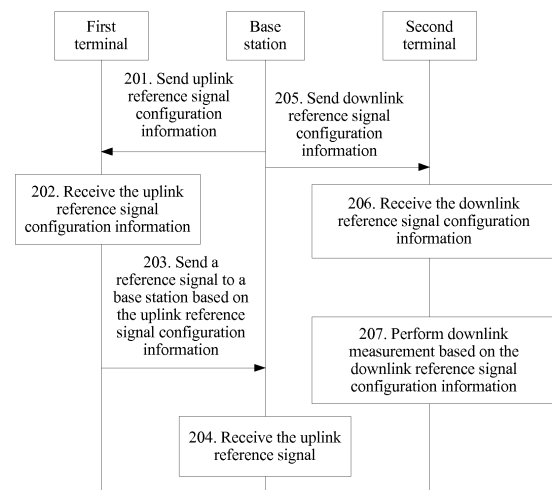 First
terminal
Base
station
Second
terminal
201. Send uplink
reference signal
configuration
information
205. Send downlink
reference signal
configuration
information
202. Receive the uplink
reference signal
configuration information
206. Receive the downlink
reference signal configuration
information
203. Send a
reference signal to a
base station based on
the uplink reference
signal configuration
information
207. Perform downlink
measurement based on the
downlink reference signal
configuration information
204. Receive the uplink
reference signal